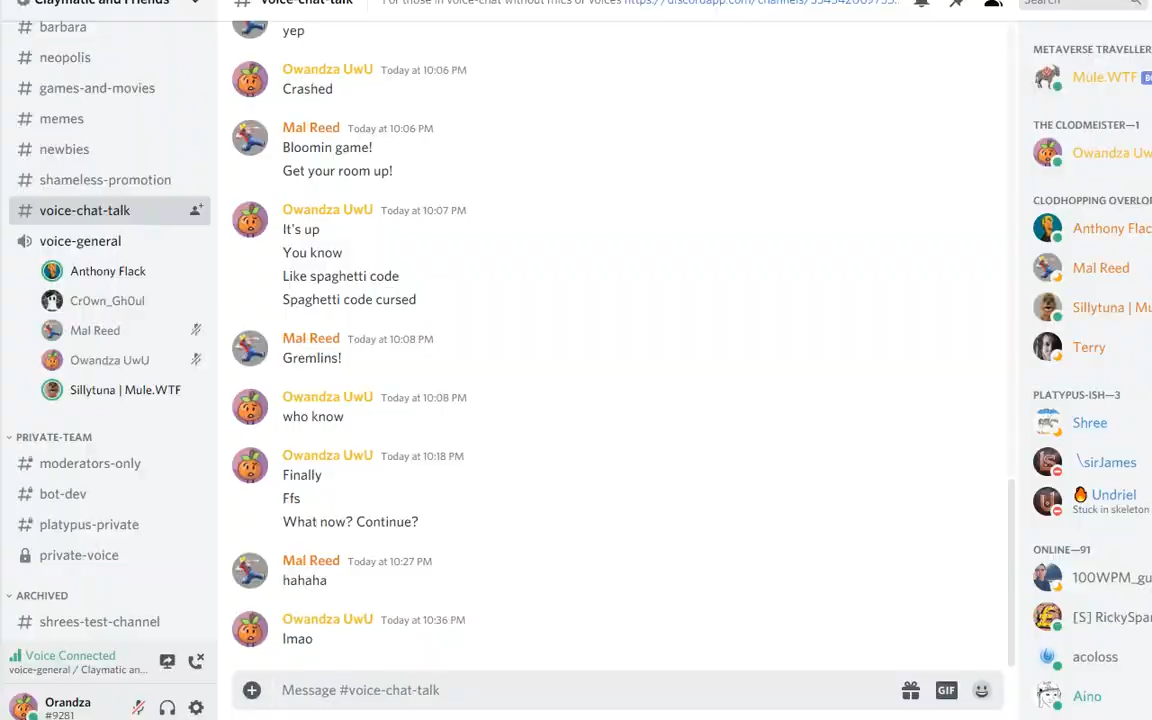 Claymatic and Friends
barbara
neopolis
games-and-movies
memes
newbies
shameless-promotion
voice-chat-talk
voice-general
Anthony Flack
Cr0wn_Gh0ul
Mal Reed
Owandza UwU
Sillytuna | Mule.WTF
PRIVATE-TEAM
moderators-only
bot-dev
platypus-private
private-voice
ARCHIVED
shrees-test-channel
Voice Connected
voice-general / Claymatic an...
Orandza
#9281
voice-chat-talk
For those in voice-chat without mics or voices
Search
yep
Owandza UwU Today at 10:06 PM
Crashed
Mal Reed Today at 10:06 PM
Bloomin game!
Get your room up!
Owandza UwU Today at 10:07 PM
It's up
You know
Like spaghetti code
Spaghetti code cursed
Mal Reed Today at 10:08 PM
Gremlins!
Owandza UwU Today at 10:08 PM
who know
Owandza UwU Today at 10:18 PM
Finally
Ffs
What now? Continue?
Mal Reed Today at 10:27 PM
hahaha
Owandza UwU Today at 10:36 PM
lmao
Message #voice-chat-talk
GIF
METAVERSE TRAVELLER
Mule.WTF
THE CLODMEISTER—1
Owandza Uw
CLODHOPPING OVERLO
Anthony Flac
Mal Reed
Sillytuna | Mu
Terry
PLATYPUS-ISH—3
Shree
\sirJames
🔥 Undriel
Stuck in skeleton
ONLINE—91
100WPM_gu
[S] RickySpa
acoloss
Aino